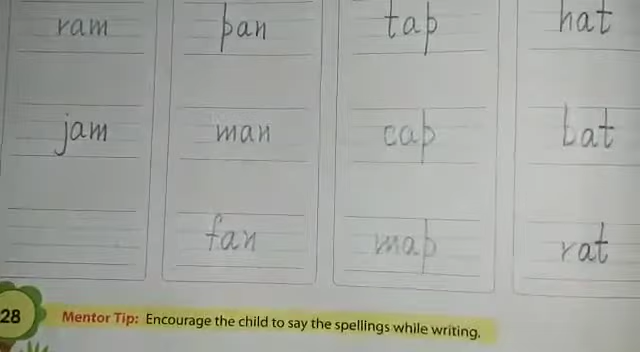 ram pan tap hat
jam man cap bat
fan map rat
28 Mentor Tip: Encourage the child to say the spellings while writing.